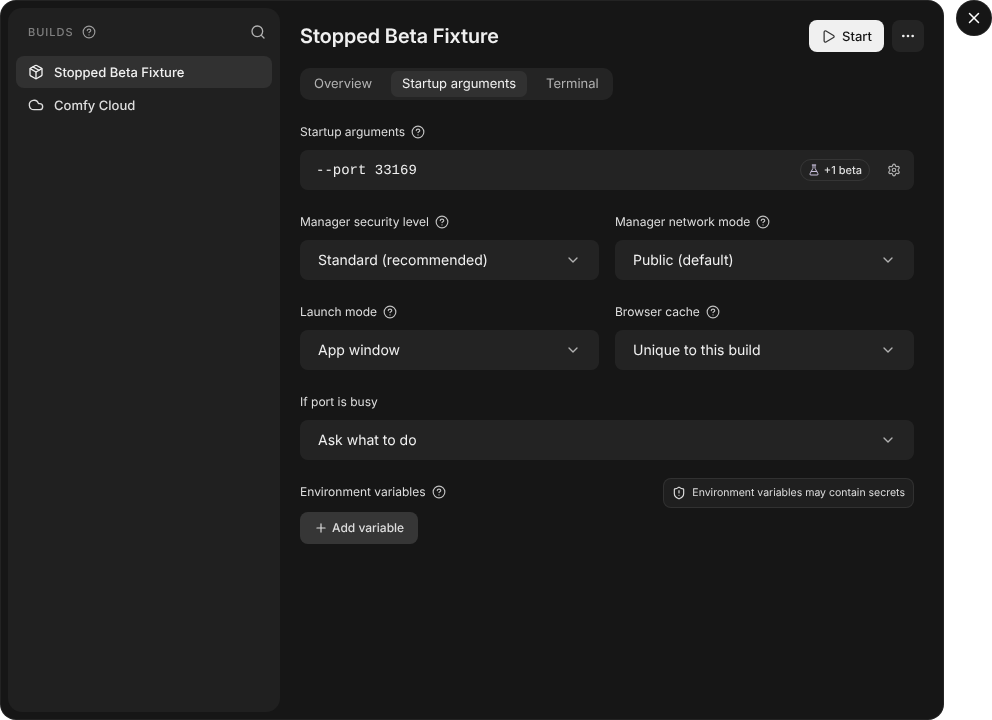 BUILDS
Stopped Beta Fixture
Comfy Cloud
Stopped Beta Fixture
Start
Overview
Startup arguments
Terminal
Startup arguments
--port 33169
+1 beta
Manager security level
Manager network mode
Standard (recommended)
Public (default)
Launch mode
Browser cache
App window
Unique to this build
If port is busy
Ask what to do
Environment variables
Environment variables may contain secrets
Add variable